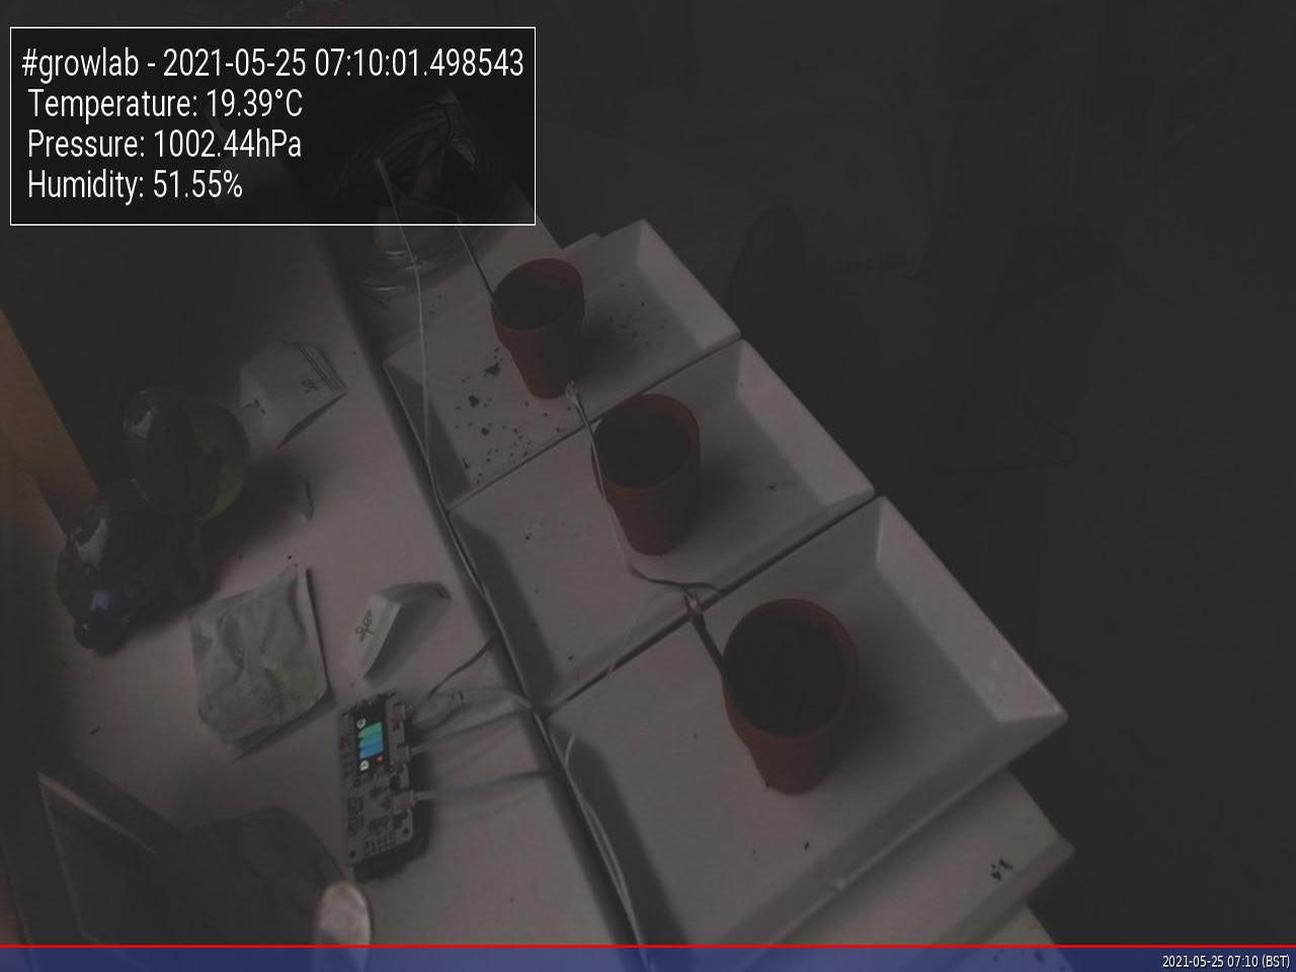 #growlab - 2021-05-25 07:10:01.498543
Temperature: 19.39°C
Pressure: 1002.44hPa
Humidity: 51.55%
2021-05-25 07:10 (BST)